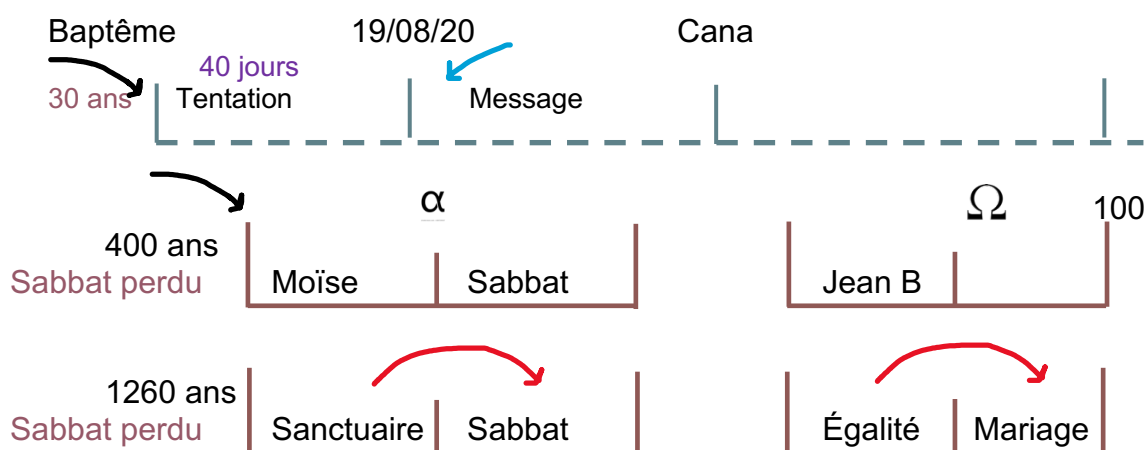 Baptême 19/08/20 Cana
40 jours
30 ans Tentation Message
α Ω 100
400 ans
Sabbat perdu Moïse Sabbat Jean B
1260 ans
Sabbat perdu Sanctuaire Sabbat Égalité Mariage